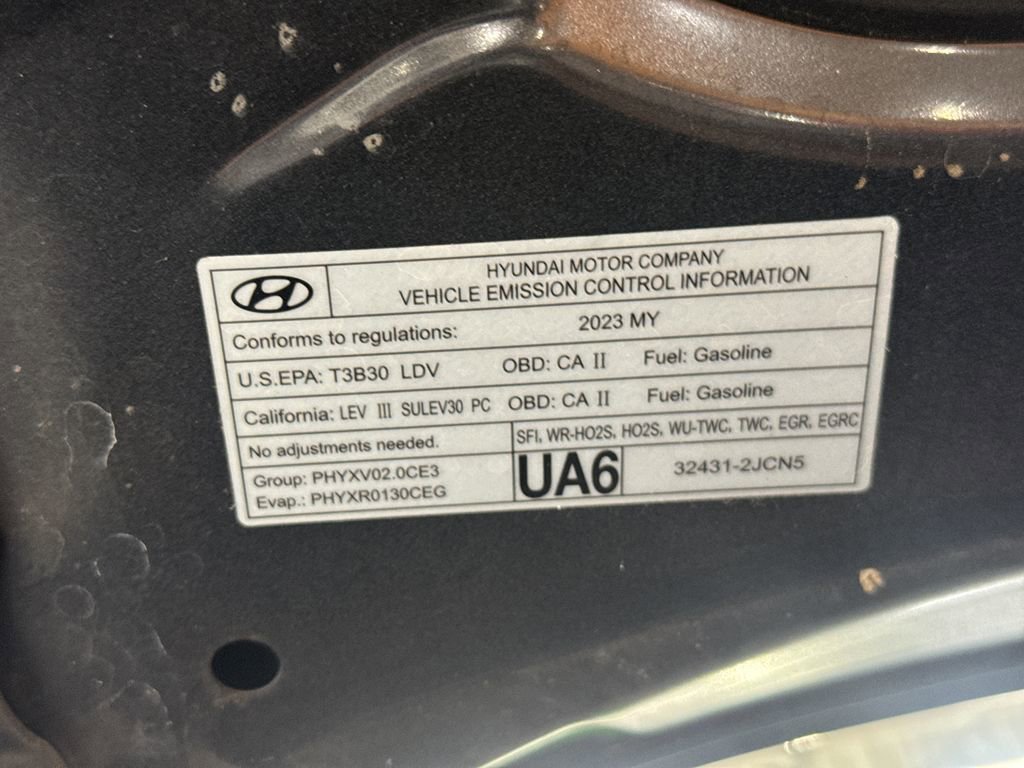 HYUNDAI MOTOR COMPANY
VEHICLE EMISSION CONTROL INFORMATION
Conforms to regulations: 2023 MY
U.S.EPA: T3B30 LDV OBD: CA II Fuel: Gasoline
California: LEV III SULEV30 PC OBD: CA II Fuel: Gasoline
No adjustments needed. SFI, WR-HO2S, HO2S, WU-TWC, TWC, EGR, EGRC
Group: PHYXV02.0CE3
Evap.: PHYXR0130CEG
UA6 32431-2JCN5